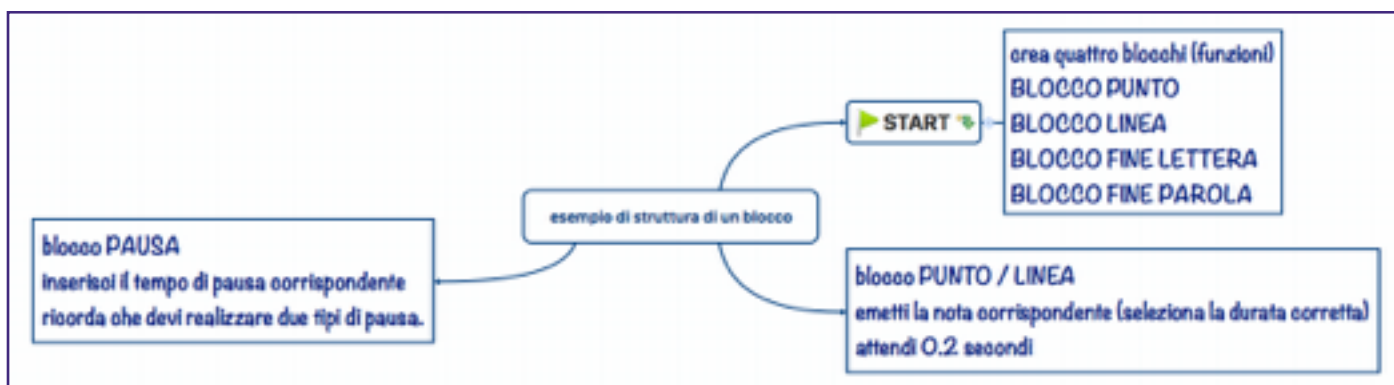 crea quattro blocchi (funzioni)
BLOCCO PUNTO
START
BLOCCO LINEA
BLOCCO FINE LETTERA
BLOCCO FINE PAROLA
esempio di struttura di un blocco
blocco PAUSA
inserisci il tempo di pausa corrispondente
ricorda che devi realizzare due tipi di pausa.
blocco PUNTO / LINEA
emetti la nota corrispondente (seleziona la durata corretta)
attendi 0.2 secondi